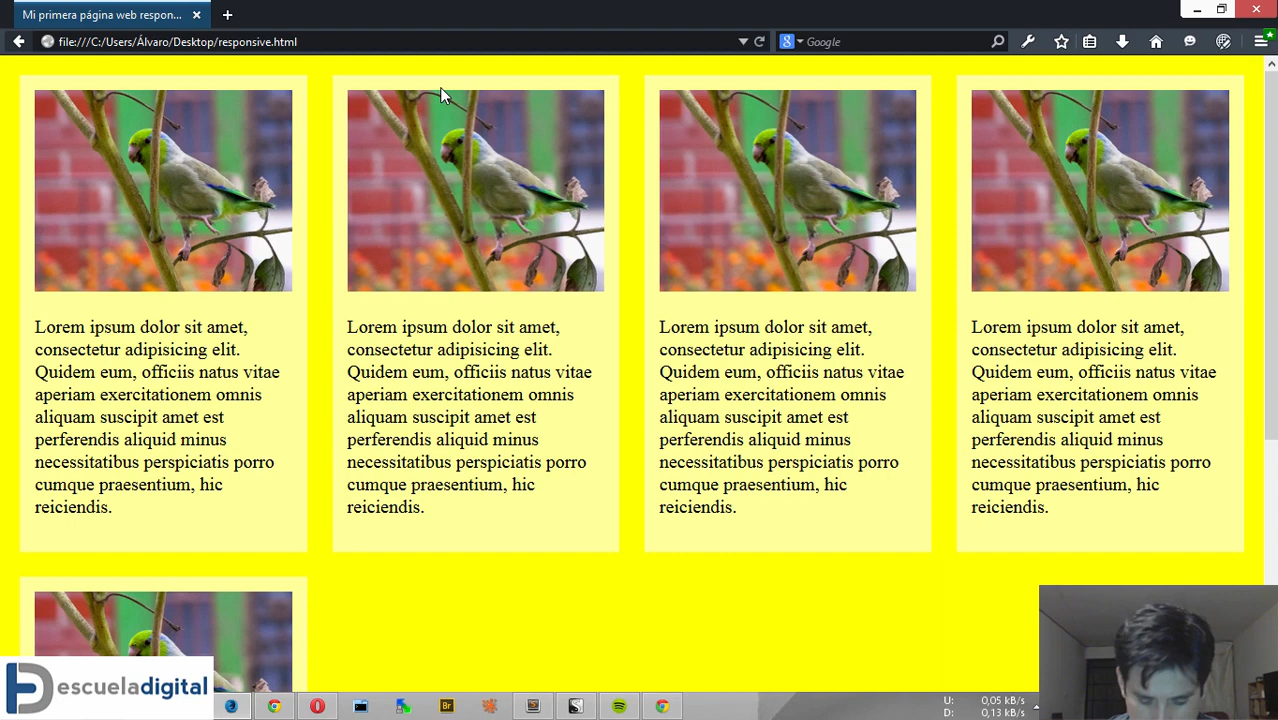 Mi primera página web respon...
file:///C:/Users/Álvaro/Desktop/responsive.html
Google
Lorem ipsum dolor sit amet,
consectetur adipisicing elit.
Quidem eum, officiis natus vitae
aperiam exercitationem omnis
aliquam suscipit amet est
perferendis aliquid minus
necessitatibus perspiciatis porro
cumque praesentium, hic
reiciendis.
Lorem ipsum dolor sit amet,
consectetur adipisicing elit.
Quidem eum, officiis natus vitae
aperiam exercitationem omnis
aliquam suscipit amet est
perferendis aliquid minus
necessitatibus perspiciatis porro
cumque praesentium, hic
reiciendis.
Lorem ipsum dolor sit amet,
consectetur adipisicing elit.
Quidem eum, officiis natus vitae
aperiam exercitationem omnis
aliquam suscipit amet est
perferendis aliquid minus
necessitatibus perspiciatis porro
cumque praesentium, hic
reiciendis.
Lorem ipsum dolor sit amet,
consectetur adipisicing elit.
Quidem eum, officiis natus vitae
aperiam exercitationem omnis
aliquam suscipit amet est
perferendis aliquid minus
necessitatibus perspiciatis porro
cumque praesentium, hic
reiciendis.
escueladigital
Br
U: 0,05 kB/s
D: 0,13 kB/s